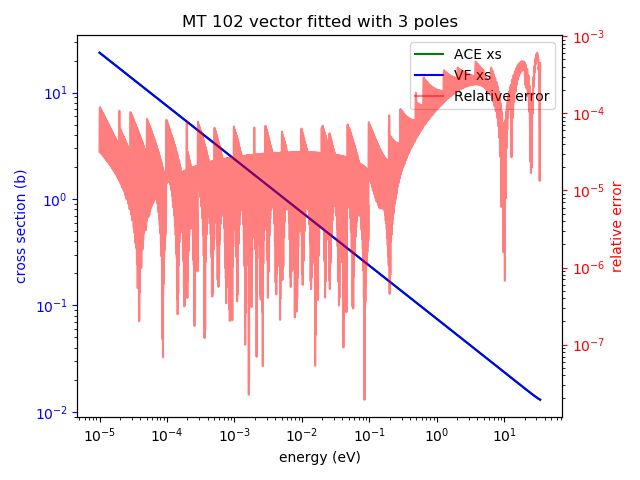 MT 102 vector fitted with 3 poles
ACE xs
VF xs
Relative error
cross section (b)
10¹
10⁰
10⁻¹
10⁻²
10⁻³
10⁻⁴
10⁻⁵
10⁻⁶
10⁻⁷
relative error
10⁻⁵ 10⁻⁴ 10⁻³ 10⁻² 10⁻¹ 10⁰ 10¹
energy (eV)